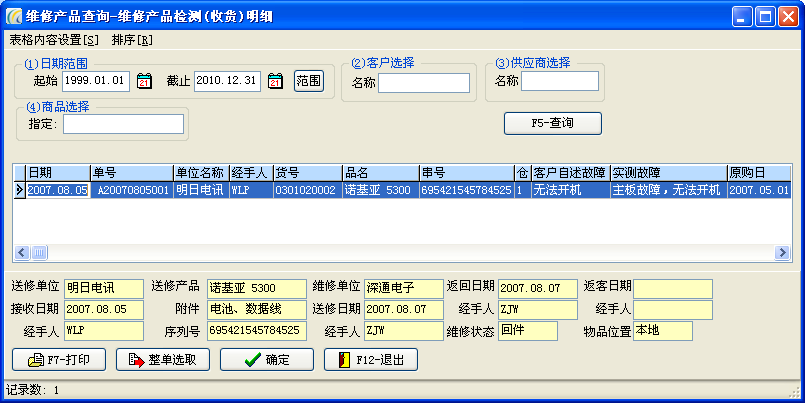 维修产品查询-维修产品检测(收货)明细
表格内容设置[S] 排序[R]
(1)日期范围 (2)客户选择 (3)供应商选择
起始 1999.01.01 21 截止 2010.12.31 21 范围 名称 名称
(4)商品选择
指定: F5-查询
日期 单号 单位名称 经手人 货号 品名 串号 仓 客户自述故障 实测故障 原购日
2007.08.05 A20070805001 明日电讯 WLP 0301020002 诺基亚 5300 695421545784525 1 无法开机 主板故障，无法开机 2007.05.01
送修单位 明日电讯 送修产品 诺基亚 5300 维修单位 深通电子 返回日期 2007.08.07 返客日期
接收日期 2007.08.05 附件 电池、数据线 送修日期 2007.08.07 经手人 ZJW 经手人
经手人 WLP 序列号 695421545784525 经手人 ZJW 维修状态 回件 物品位置 本地
F7-打印 整单选取 确定 F12-退出
记录数: 1